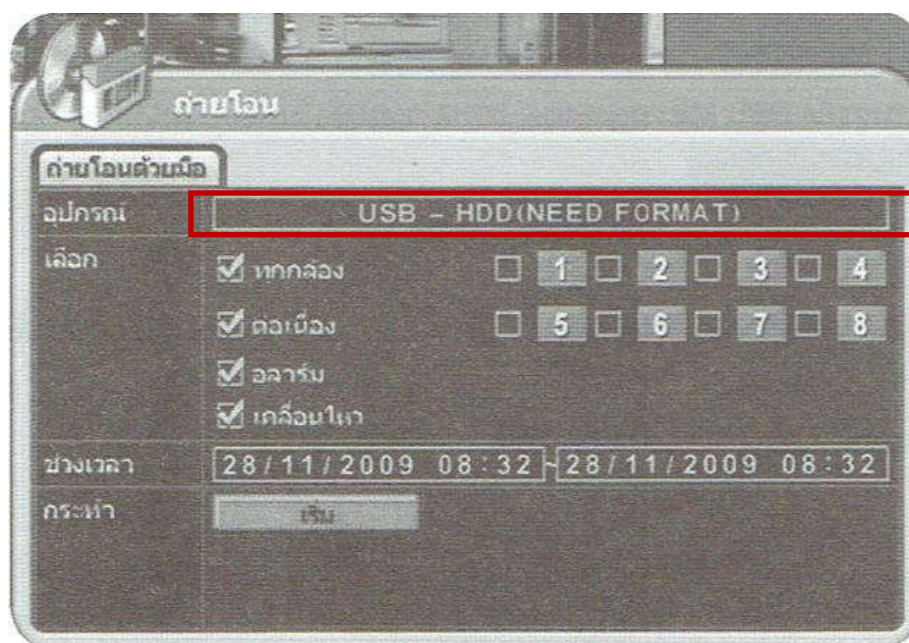 ถ่ายโอน
ถ่ายโอนด้วยมือ
อุปกรณ์ USB – HDD(NEED FORMAT)
เลือก ทุกกล้อง 1 2 3 4
ต่อเนื่อง 5 6 7 8
อลาร์ม
เคลื่อนไหว
ช่วงเวลา 28/11/2009 08:32~28/11/2009 08:32
กระทำ เริ่ม